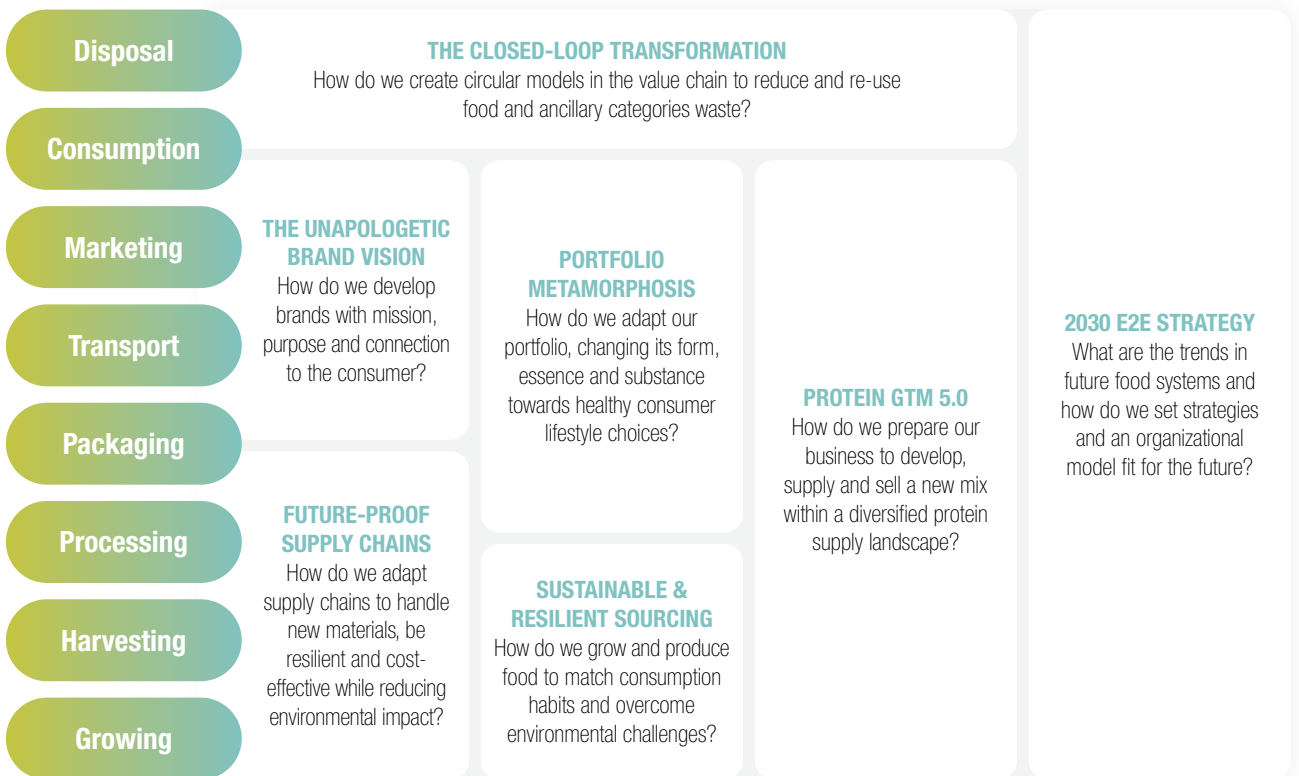 Disposal
Consumption
Marketing
Transport
Packaging
Processing
Harvesting
Growing
THE CLOSED-LOOP TRANSFORMATION
How do we create circular models in the value chain to reduce and re-use
food and ancillary categories waste?
THE UNAPOLOGETIC
BRAND VISION
How do we develop
brands with mission,
purpose and connection
to the consumer?
FUTURE-PROOF
SUPPLY CHAINS
How do we adapt
supply chains to handle
new materials, be
resilient and cost-
effective while reducing
environmental impact?
PORTFOLIO
METAMORPHOSIS
How do we adapt our
portfolio, changing its form,
essence and substance
towards healthy consumer
lifestyle choices?
SUSTAINABLE &
RESILIENT SOURCING
How do we grow and produce
food to match consumption
habits and overcome
environmental challenges?
PROTEIN GTM 5.0
How do we prepare our
business to develop,
supply and sell a new mix
within a diversified protein
supply landscape?
2030 E2E STRATEGY
What are the trends in
future food systems and
how do we set strategies
and an organizational
model fit for the future?